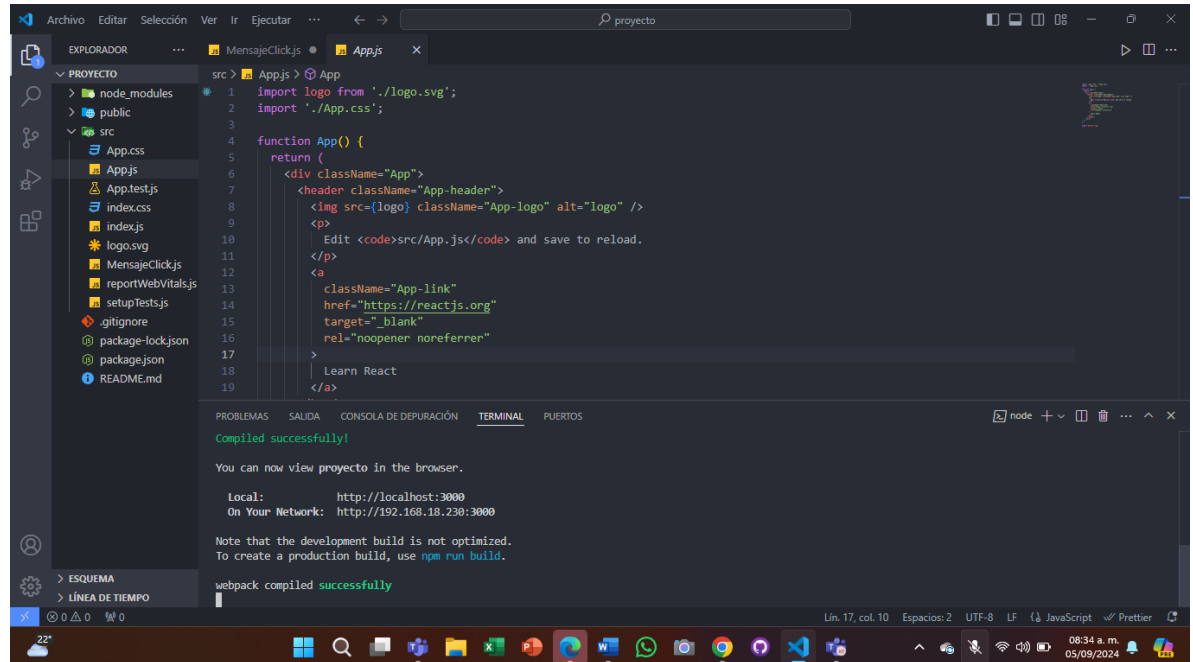 Archivo Editar Selección Ver Ir Ejecutar ··· proyecto
EXPLORADOR ···
MensajeClick.js
App.js
PROYECTO
node_modules
public
src
App.css
App.js
App.test.js
index.css
index.js
logo.svg
MensajeClick.js
reportWebVitals.js
setupTests.js
.gitignore
package-lock.json
package.json
README.md
ESQUEMA
LÍNEA DE TIEMPO
src > App.js > App
1 import logo from './logo.svg';
2 import './App.css';
3
4 function App() {
5 return (
6 <div className="App">
7 <header className="App-header">
8 <img src={logo} className="App-logo" alt="logo" />
9 <p>
10 Edit <code>src/App.js</code> and save to reload.
11 </p>
12 <a
13 className="App-link"
14 href="https://reactjs.org"
15 target="_blank"
16 rel="noopener noreferrer"
17 >
18 Learn React
19 </a>
PROBLEMAS SALIDA CONSOLA DE DEPURACIÓN TERMINAL PUERTOS
node
Compiled successfully!
You can now view proyecto in the browser.
Local: http://localhost:3000
On Your Network: http://192.168.18.230:3000
Note that the development build is not optimized.
To create a production build, use npm run build.
webpack compiled successfully
0 0 0 Lín. 17, col. 10 Espacios: 2 UTF-8 LF JavaScript Prettier
22°
08:34 a. m.
05/09/2024